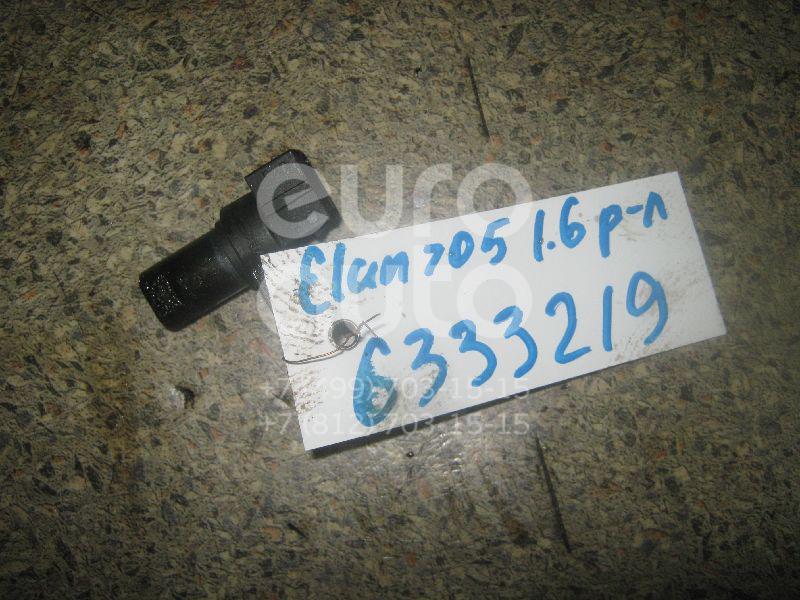 euro
auto
Elan >05 1.6 р-л
6333219
+7(499) 703-15-15
+7(812) 703-15-15